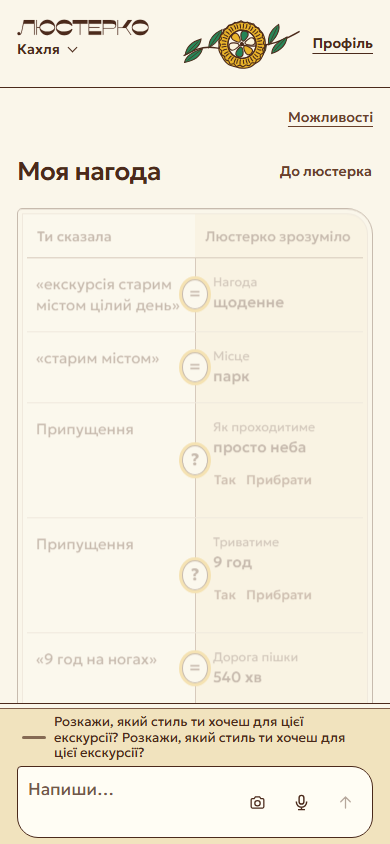 ЛЮСТЕРКО
Кахля
Профіль
Можливості
Моя нагода
До люстерка
Ти сказала
Люстерко зрозуміло
«екскурсія старим
містом цілий день»
=
Нагода
щоденне
«старим містом»
=
Місце
парк
Припущення
?
Як проходитиме
просто неба
Так Прибрати
Припущення
?
Триватиме
9 год
Так Прибрати
«9 год на ногах»
=
Дорога пішки
540 хв
Розкажи, який стиль ти хочеш для цієї
екскурсії? Розкажи, який стиль ти хочеш для
цієї екскурсії?
Напиши...